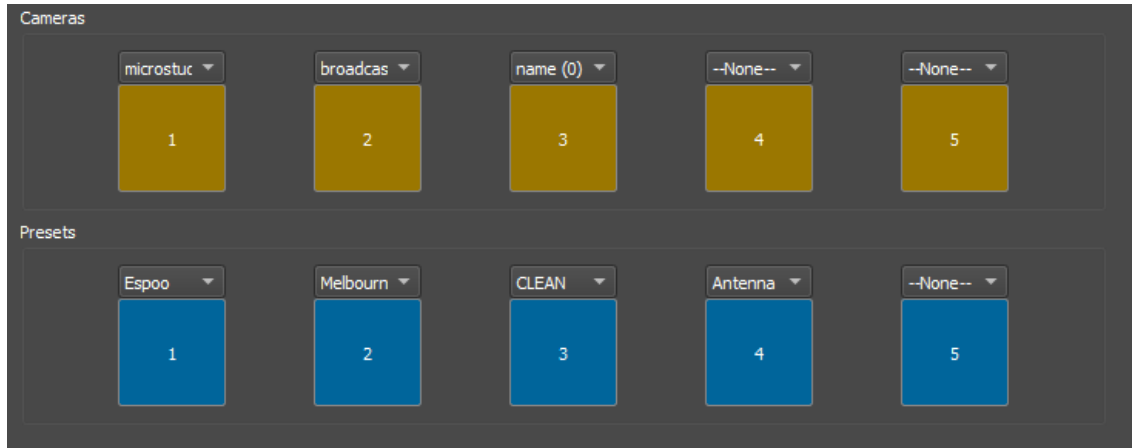 Cameras
microstuc broadcas name (0) --None-- --None--
1 2 3 4 5
Presets
Espoo Melbourn CLEAN Antenna --None--
1 2 3 4 5